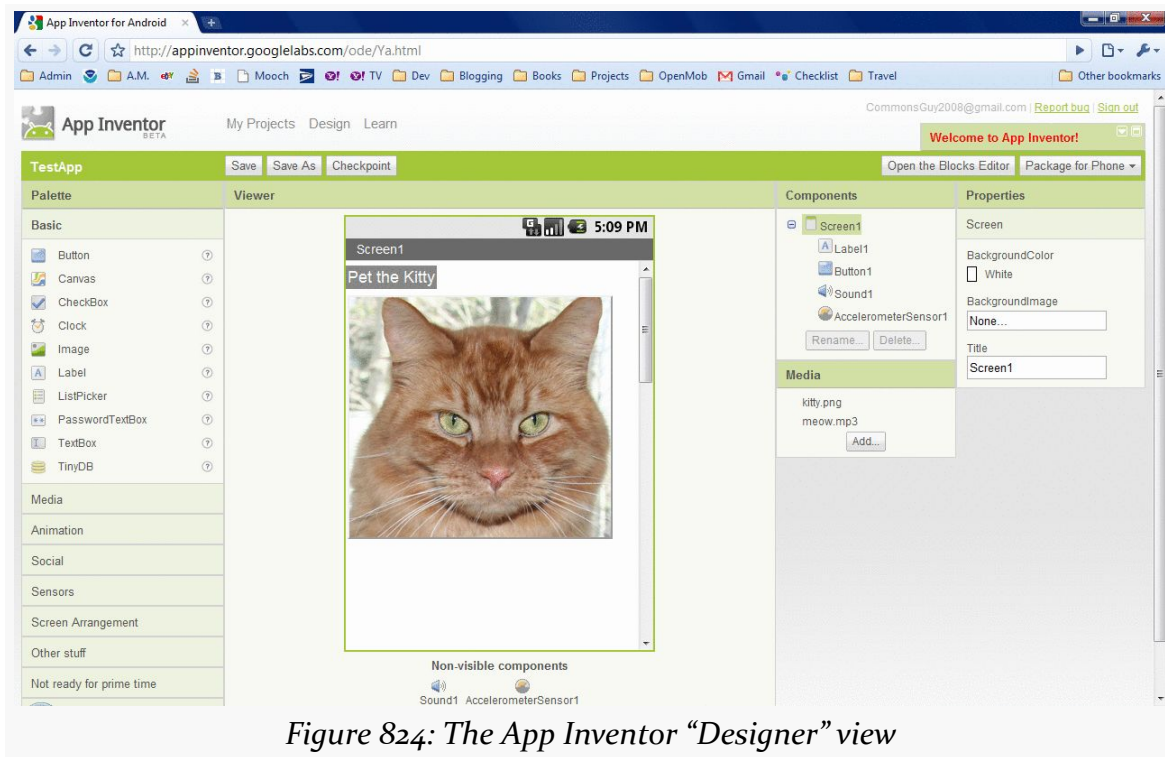 App Inventor for Android
http://appinventor.googlelabs.com/ode/Ya.html
Admin A.M. Mooch TV Dev Blogging Books Projects OpenMob Gmail Checklist Travel Other bookmarks
CommonsGuy2008@gmail.com | Report bug | Sign out
App Inventor
BETA
My Projects Design Learn
Welcome to App Inventor!
TestApp Save Save As Checkpoint Open the Blocks Editor Package for Phone
Palette Viewer Components Properties
Basic
Button
Canvas
CheckBox
Clock
Image
Label
ListPicker
PasswordTextBox
TextBox
TinyDB
Media
Animation
Social
Sensors
Screen Arrangement
Other stuff
Not ready for prime time
5:09 PM
Screen1
Pet the Kitty
Non-visible components
Sound1 AccelerometerSensor1
Screen1
Label1
Button1
Sound1
AccelerometerSensor1
Rename... Delete...
Media
kitty.png
meow.mp3
Add...
Screen
BackgroundColor
White
BackgroundImage
None...
Title
Screen1
Figure 824: The App Inventor “Designer” view